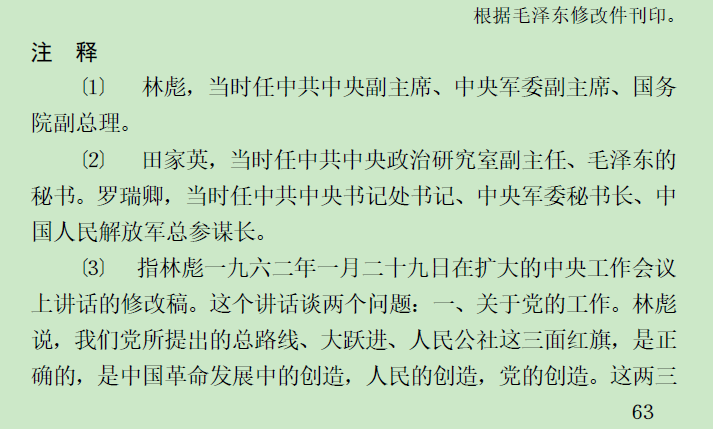 根据毛泽东修改件刊印。
注 释
〔1〕 林彪，当时任中共中央副主席、中央军委副主席、国务
院副总理。
〔2〕 田家英，当时任中共中央政治研究室副主任、毛泽东的
秘书。罗瑞卿，当时任中共中央书记处书记、中央军委秘书长、中
国人民解放军总参谋长。
〔3〕 指林彪一九六二年一月二十九日在扩大的中央工作会议
上讲话的修改稿。这个讲话谈两个问题：一、关于党的工作。林彪
说，我们党所提出的总路线、大跃进、人民公社这三面红旗，是正
确的，是中国革命发展中的创造，人民的创造，党的创造。这两三
63